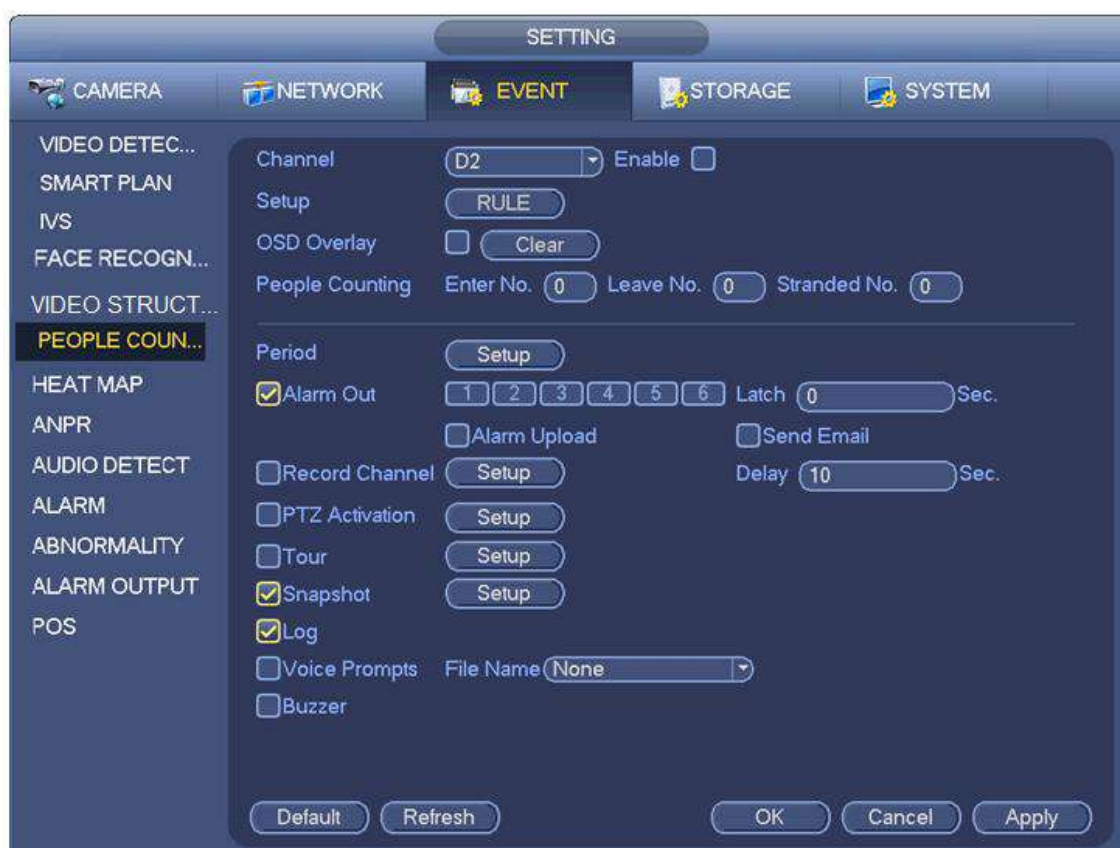 SETTING
CAMERA NETWORK EVENT STORAGE SYSTEM
VIDEO DETEC...
SMART PLAN
IVS
FACE RECOGN...
VIDEO STRUCT...
PEOPLE COUN...
HEAT MAP
ANPR
AUDIO DETECT
ALARM
ABNORMALITY
ALARM OUTPUT
POS
Channel D2 Enable
Setup RULE
OSD Overlay Clear
People Counting Enter No. 0 Leave No. 0 Stranded No. 0
Period Setup
Alarm Out 1 2 3 4 5 6 Latch 0 Sec.
Alarm Upload Send Email
Record Channel Setup Delay 10 Sec.
PTZ Activation Setup
Tour Setup
Snapshot Setup
Log
Voice Prompts File Name None
Buzzer
Default Refresh OK Cancel Apply